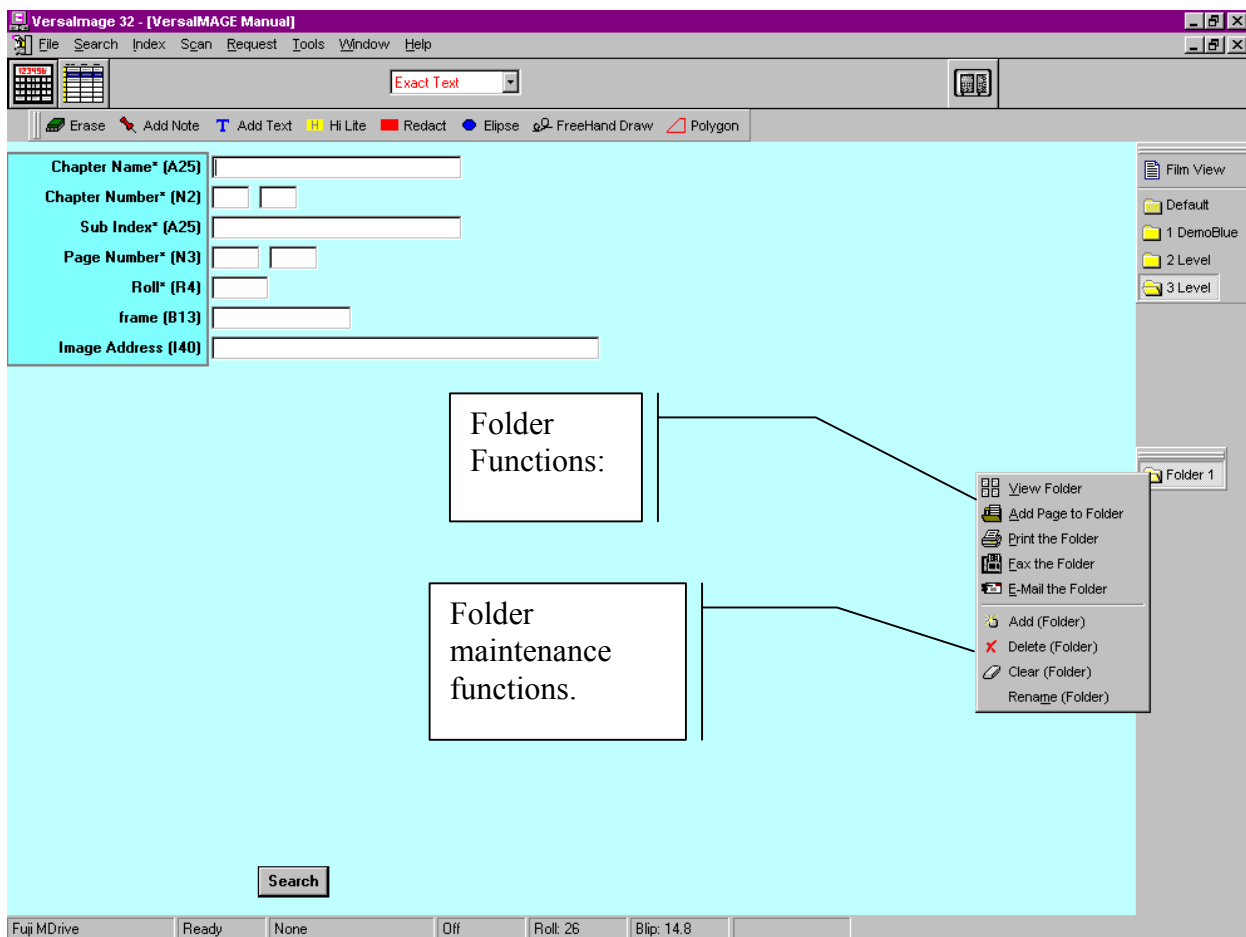 VersaImage 32 - [VersaIMAGE Manual]
File Search Index Scan Request Tools Window Help
123456
Exact Text
Erase Add Note T Add Text H Hi Lite Redact Elipse FreeHand Draw Polygon
Chapter Name* (A25)
Chapter Number* (N2)
Sub Index* (A25)
Page Number* (N3)
Roll* (R4)
frame (B13)
Image Address (I40)
Film View
Default
1 DemoBlue
2 Level
3 Level
Folder
Functions:
Folder 1
View Folder
Add Page to Folder
Print the Folder
Fax the Folder
E-Mail the Folder
Add (Folder)
Delete (Folder)
Clear (Folder)
Rename (Folder)
Folder
maintenance
functions.
Search
Fuji MDrive Ready None Off Roll: 26 Blip: 14.8